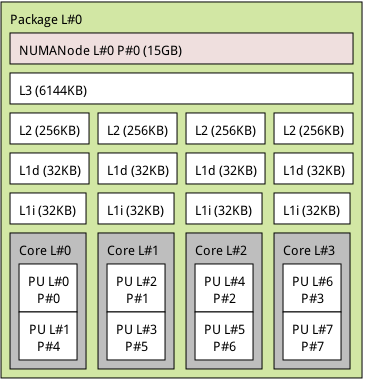 Package L#0
NUMANode L#0 P#0 (15GB)
L3 (6144KB)
L2 (256KB) L2 (256KB) L2 (256KB) L2 (256KB)
L1d (32KB) L1d (32KB) L1d (32KB) L1d (32KB)
L1i (32KB) L1i (32KB) L1i (32KB) L1i (32KB)
Core L#0 Core L#1 Core L#2 Core L#3
PU L#0 PU L#2 PU L#4 PU L#6
P#0 P#1 P#2 P#3
PU L#1 PU L#3 PU L#5 PU L#7
P#4 P#5 P#6 P#7